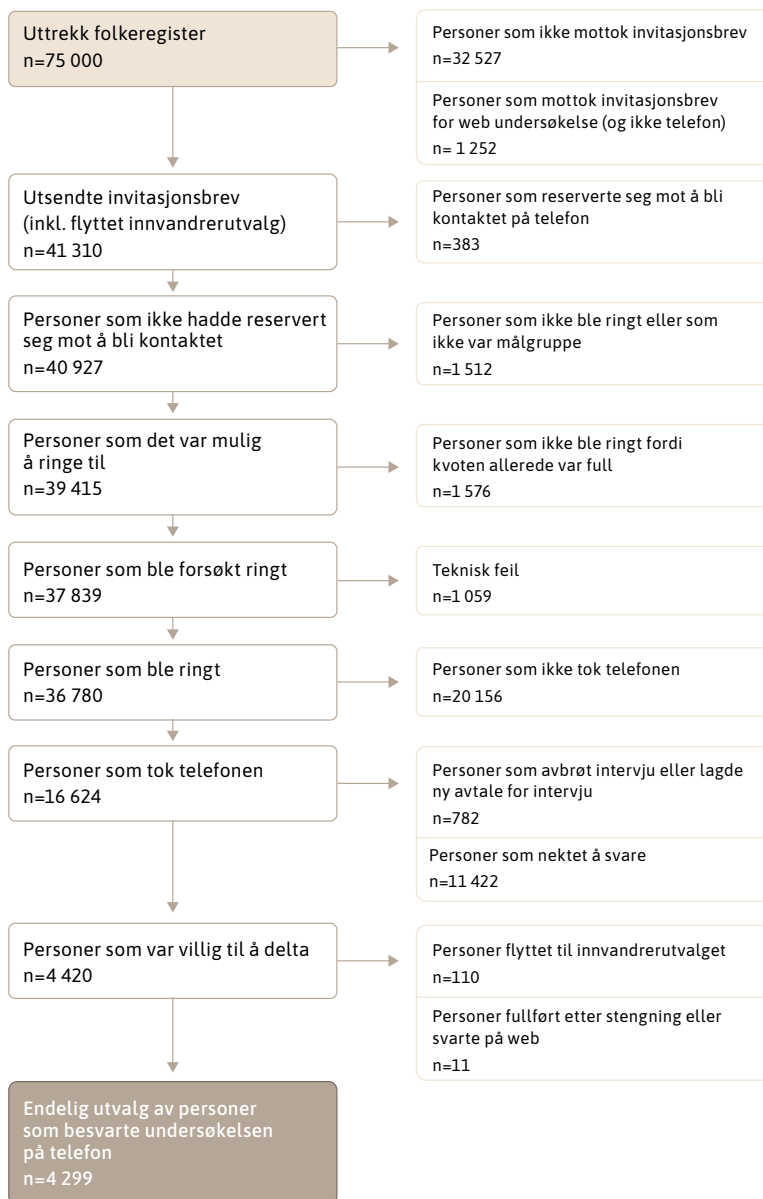 Uttrekk folkeregister
n=75 000
Personer som ikke mottok invitasjonsbrev
n=32 527
Personer som mottok invitasjonsbrev
for web undersøkelse (og ikke telefon)
n= 1 252
Utsendte invitasjonsbrev
(inkl. flyttet innvandrerutvalg)
n=41 310
Personer som reserverte seg mot å bli
kontaktet på telefon
n=383
Personer som ikke hadde reservert
seg mot å bli kontaktet
n=40 927
Personer som ikke ble ringt eller som
ikke var målgruppe
n=1 512
Personer som det var mulig
å ringe til
n=39 415
Personer som ikke ble ringt fordi
kvoten allerede var full
n=1 576
Personer som ble forsøkt ringt
n=37 839
Teknisk feil
n=1 059
Personer som ble ringt
n=36 780
Personer som ikke tok telefonen
n=20 156
Personer som tok telefonen
n=16 624
Personer som avbrøt intervju eller lagde
ny avtale for intervju
n=782
Personer som nektet å svare
n=11 422
Personer som var villig til å delta
n=4 420
Personer flyttet til innvandrerutvalget
n=110
Personer fullført etter stengning eller
svarte på web
n=11
Endelig utvalg av personer
som besvarte undersøkelsen
på telefon
n=4 299